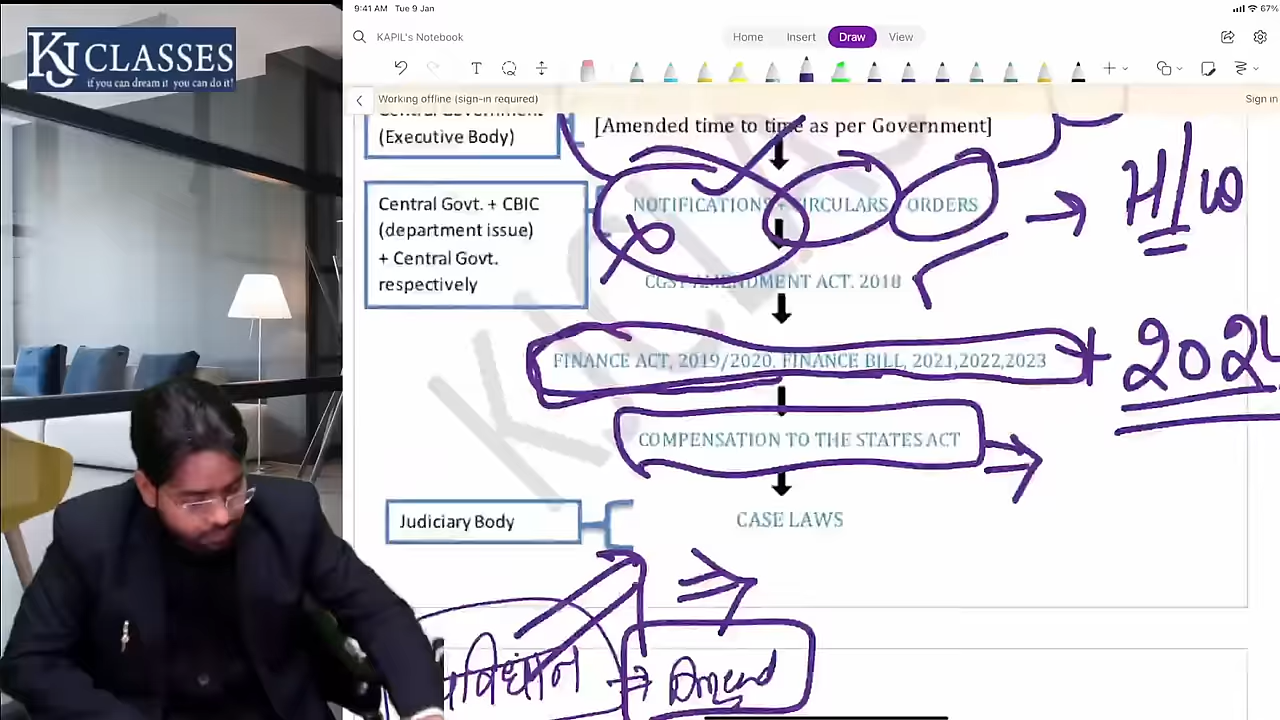 9:41 AM Tue 9 Jan
67%
KJ CLASSES
if you can dream it you can do it!
KAPIL's Notebook
Home Insert Draw View
T
Working offline (sign-in required)
Sign in
Central Government
(Executive Body)
[Amended time to time as per Government]
Central Govt. + CBIC
(department issue)
+ Central Govt.
respectively
NOTIFICATIONS + CIRCULARS ORDERS
H/W
CGST AMENDMENT ACT. 2018
FINANCE ACT, 2019/2020, FINANCE BILL, 2021,2022,2023
+ 2024
COMPENSATION TO THE STATES ACT
Judiciary Body
CASE LAWS
संविधान
Amend